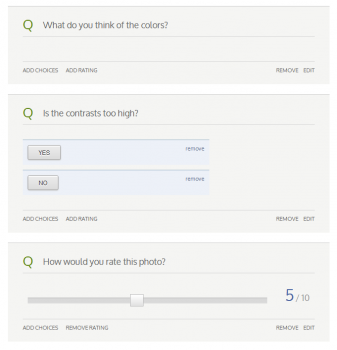 Q What do you think of the colors?
ADD CHOICES ADD RATING REMOVE EDIT
Q Is the contrasts too high?
YES remove
NO remove
ADD CHOICES ADD RATING REMOVE EDIT
Q How would you rate this photo?
5 / 10
ADD CHOICES REMOVE RATING REMOVE EDIT